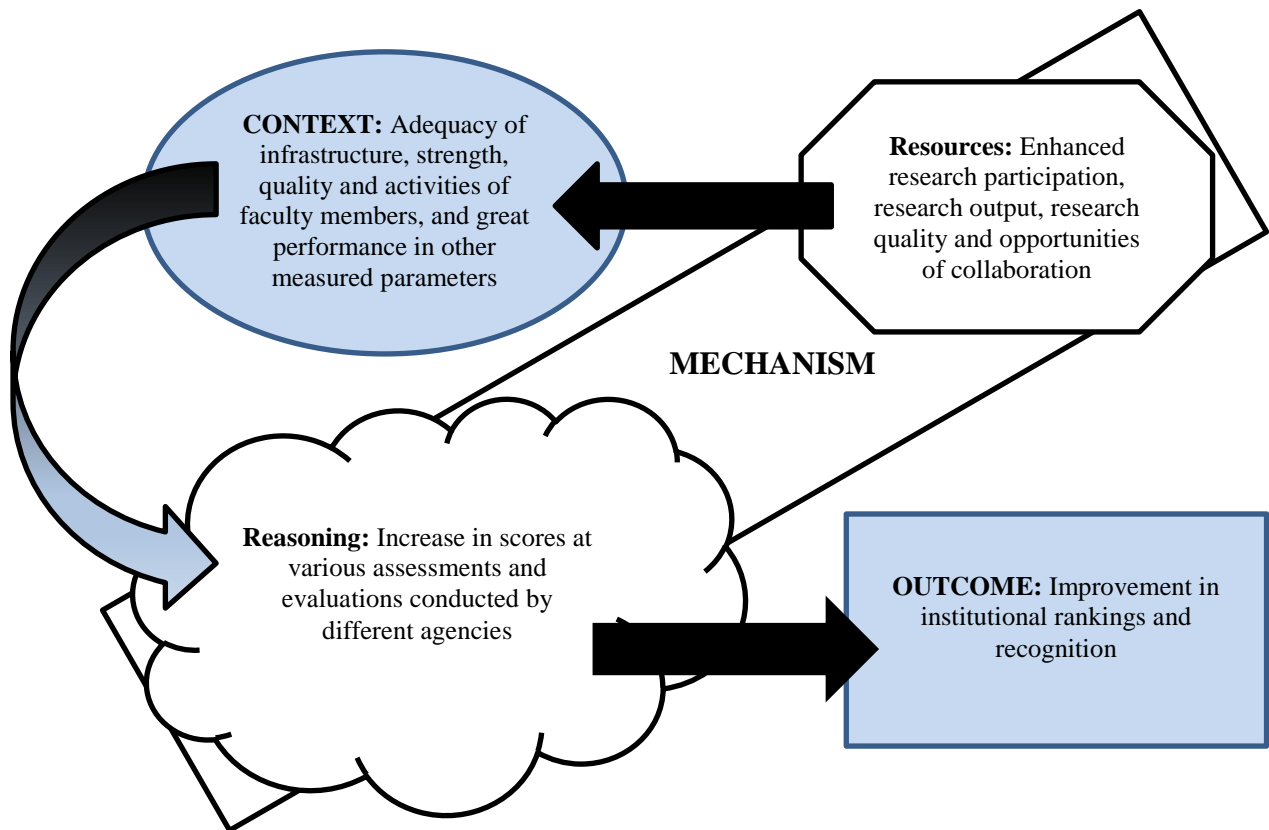 CONTEXT: Adequacy of
infrastructure, strength,
quality and activities of
faculty members, and great
performance in other
measured parameters
Resources: Enhanced
research participation,
research output, research
quality and opportunities
of collaboration
MECHANISM
Reasoning: Increase in scores at
various assessments and
evaluations conducted by
different agencies
OUTCOME: Improvement in
institutional rankings and
recognition